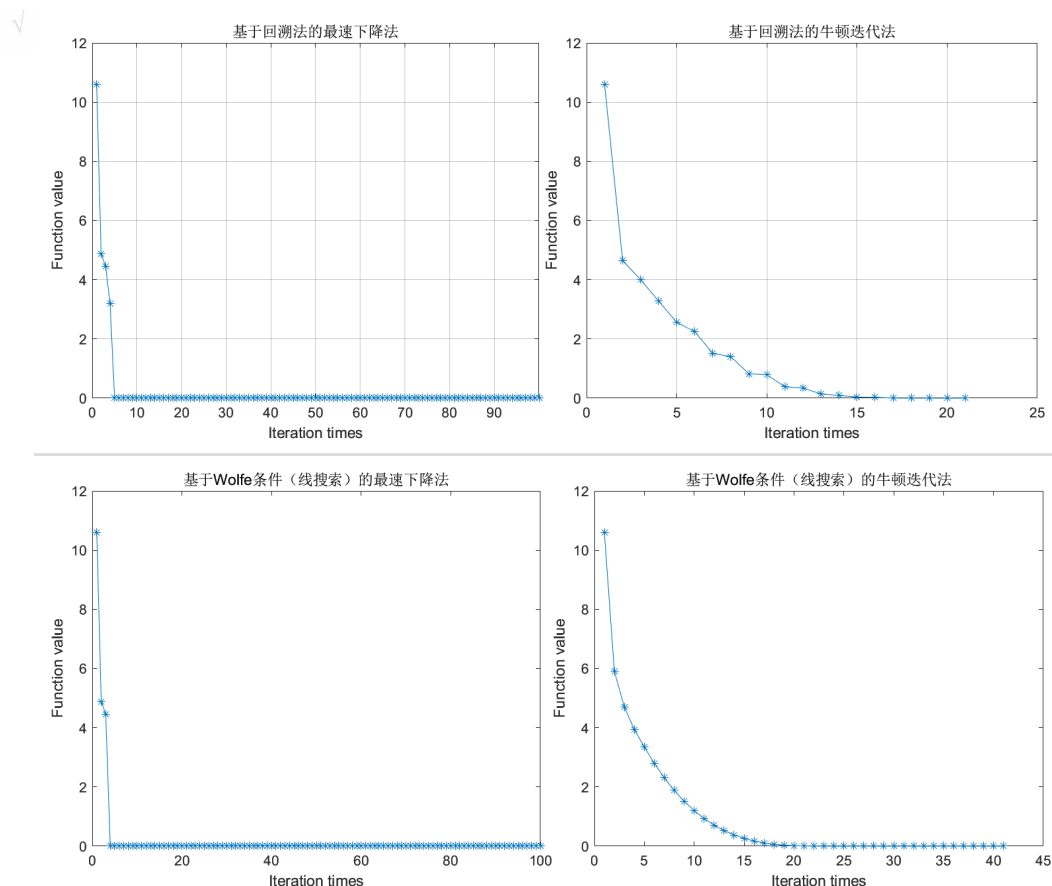 √
基于回溯法的最速下降法
12
10
8
6
4
2
0
0 10 20 30 40 50 60 70 80 90
Function value
Iteration times
基于回溯法的牛顿迭代法
12
10
8
6
4
2
0
0 5 10 15 20 25
Function value
Iteration times
基于Wolfe条件（线搜索）的最速下降法
12
10
8
6
4
2
0
0 20 40 60 80 100
Function value
Iteration times
基于Wolfe条件（线搜索）的牛顿迭代法
12
10
8
6
4
2
0
0 5 10 15 20 25 30 35 40 45
Function value
Iteration times